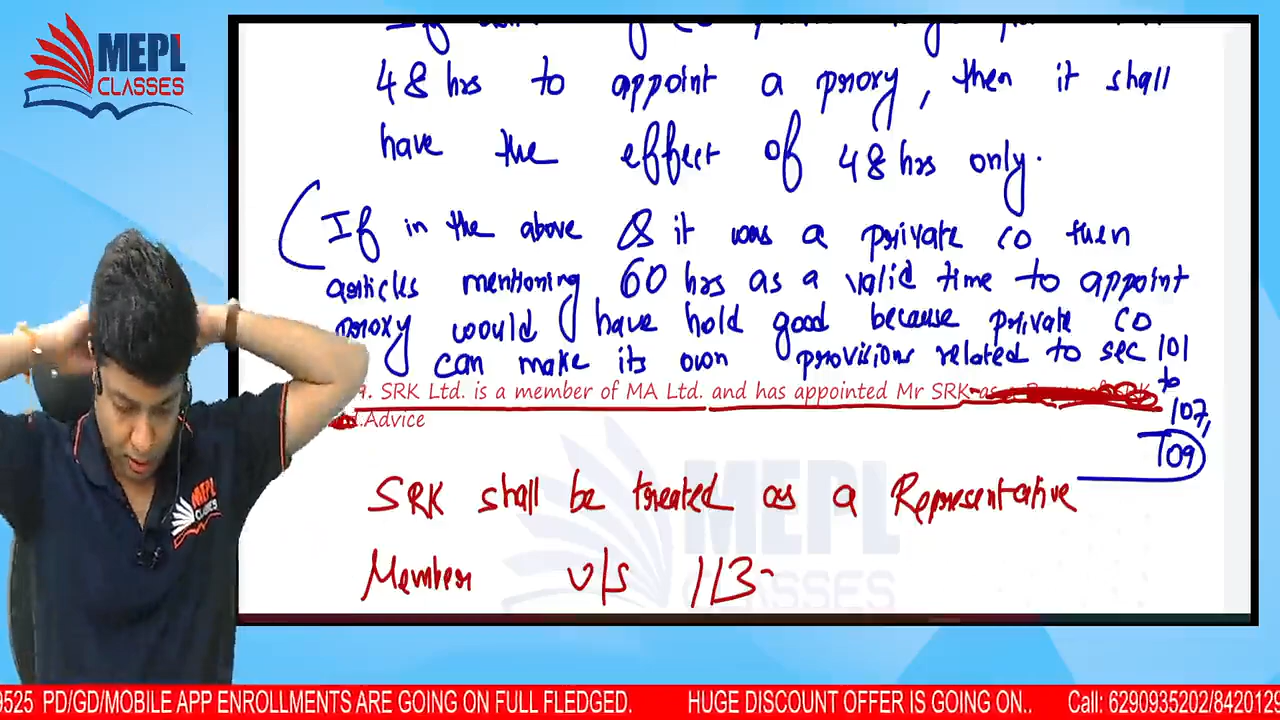 MEPL
CLASSES
48 hrs to appoint a proxy, then it shall
have the effect of 48 hrs only.
If in the above Q it was a private co then
articles mentioning 60 hrs as a valid time to appoint
proxy would have hold good because private co
can make its own provisions related to sec 101
to
107,
109
9. SRK Ltd. is a member of MA Ltd. and has appointed Mr SRK
.Advice
SRK shall be treated as a Representative
Member u/s 113
MEPL
CLASSES
MEPL
CLASSES
9525 PD/GD/MOBILE APP ENROLLMENTS ARE GOING ON FULL FLEDGED. HUGE DISCOUNT OFFER IS GOING ON.. Call: 6290935202/8420129